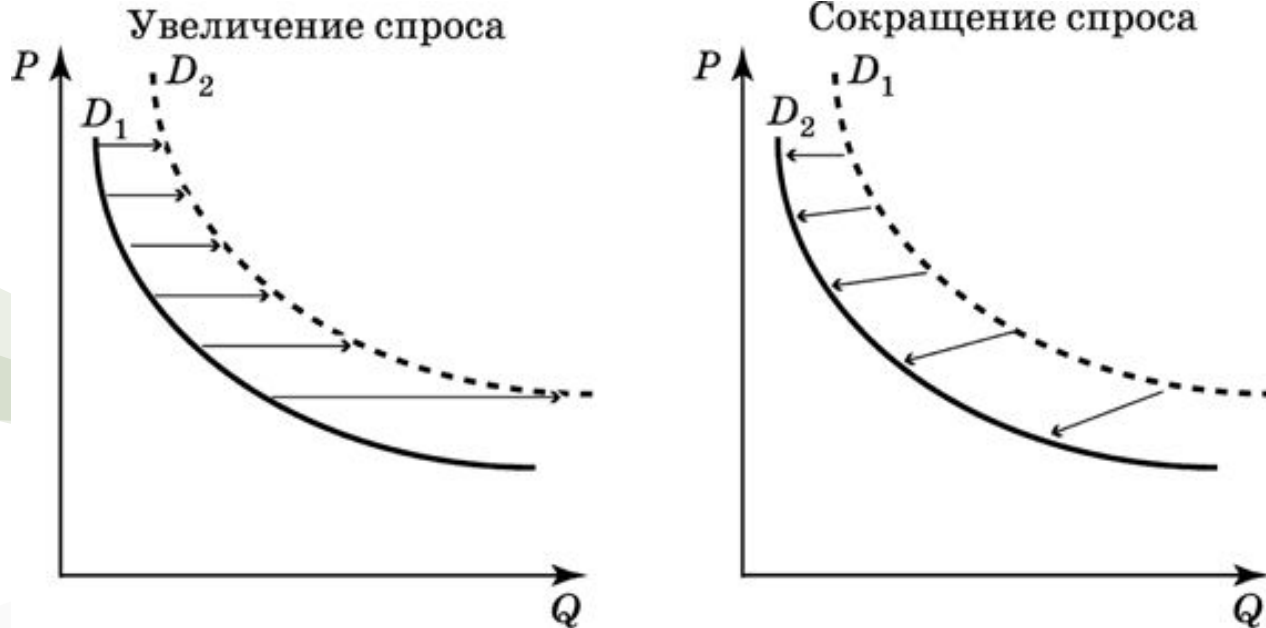 Увеличение спроса
P
D₂
D₁
Q
Сокращение спроса
P
D₁
D₂
Q